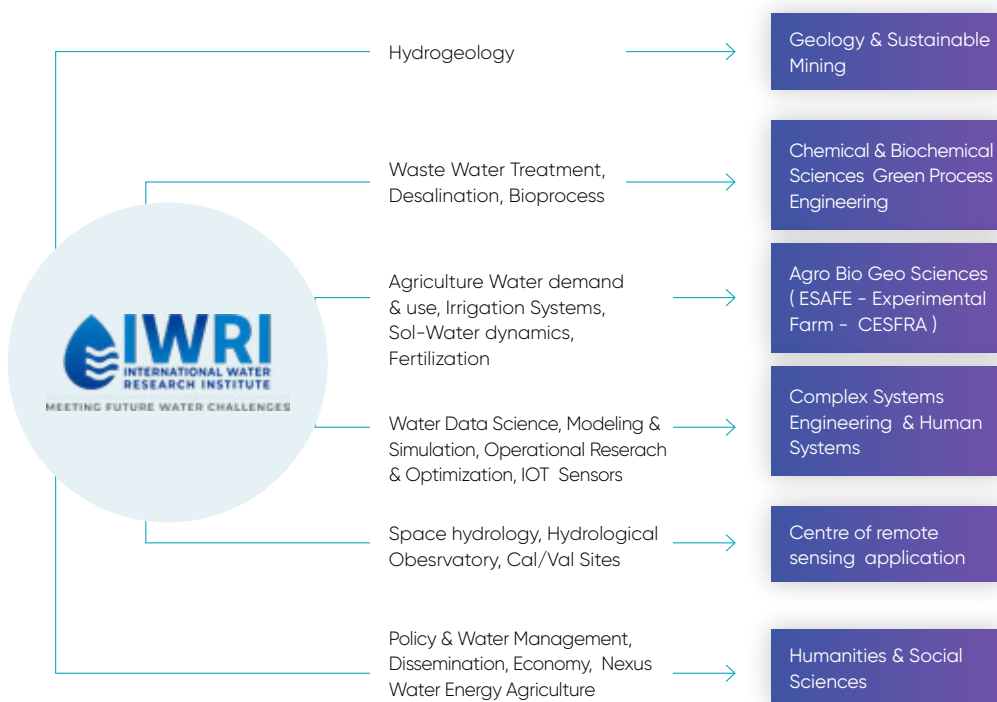 Hydrogeology
Geology & Sustainable
Mining
Waste Water Treatment,
Desalination, Bioprocess
Chemical & Biochemical
Sciences Green Process
Engineering
Agriculture Water demand
& use, Irrigation Systems,
Sol-Water dynamics,
Fertilization
Agro Bio Geo Sciences
( ESAFE - Experimental
Farm - CESFRA )
IWRI
INTERNATIONAL WATER
RESEARCH INSTITUTE
MEETING FUTURE WATER CHALLENGES
Water Data Science, Modeling &
Simulation, Operational Reserach
& Optimization, IOT Sensors
Complex Systems
Engineering & Human
Systems
Space hydrology, Hydrological
Obesrvatory, Cal/Val Sites
Centre of remote
sensing application
Policy & Water Management,
Dissemination, Economy, Nexus
Water Energy Agriculture
Humanities & Social
Sciences